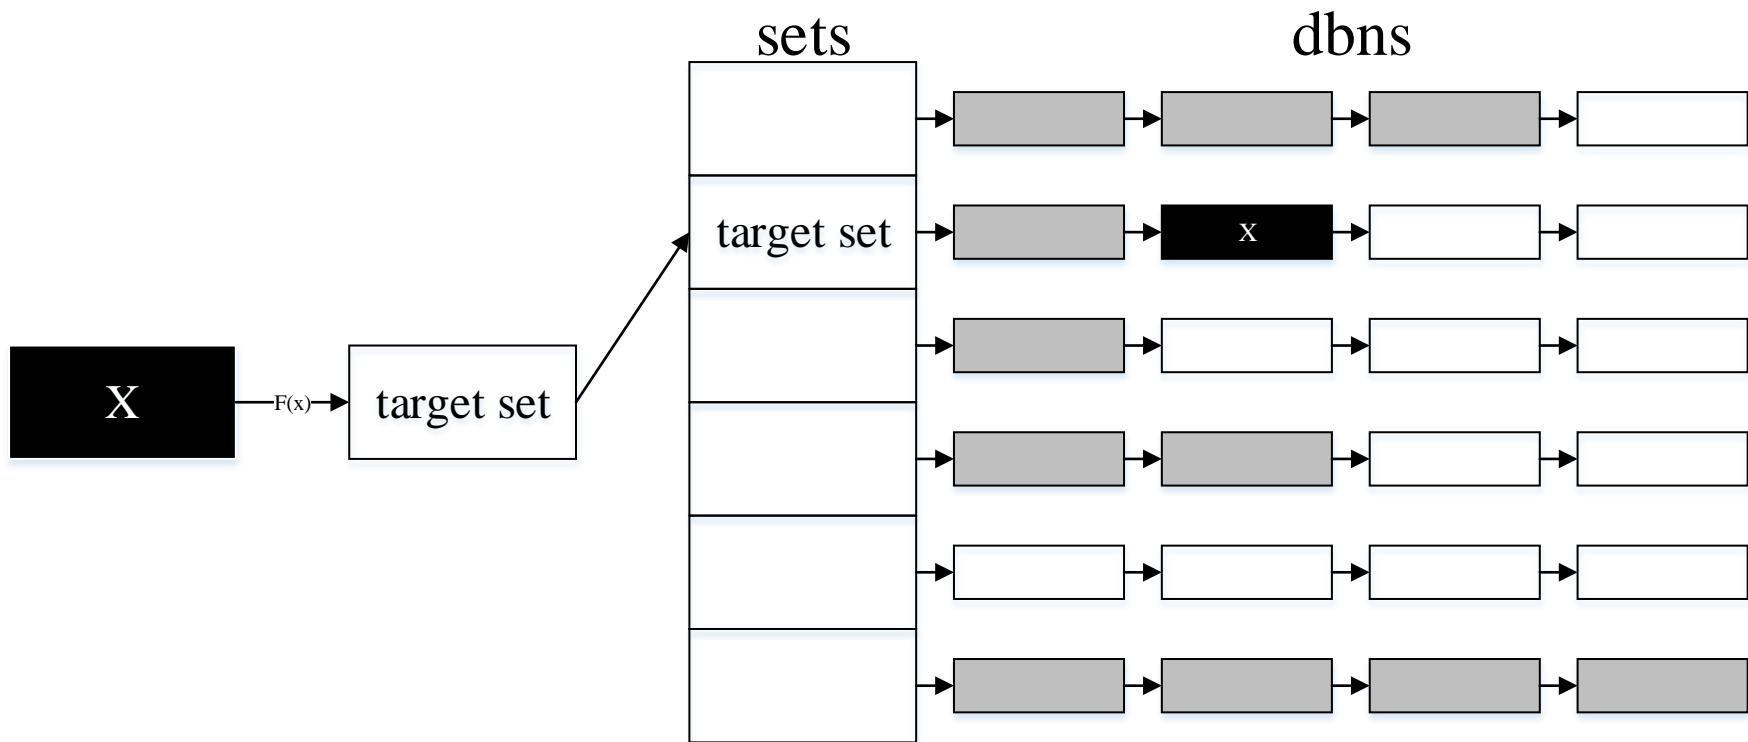 sets
dbns
target set
X
X
F(x)
target set